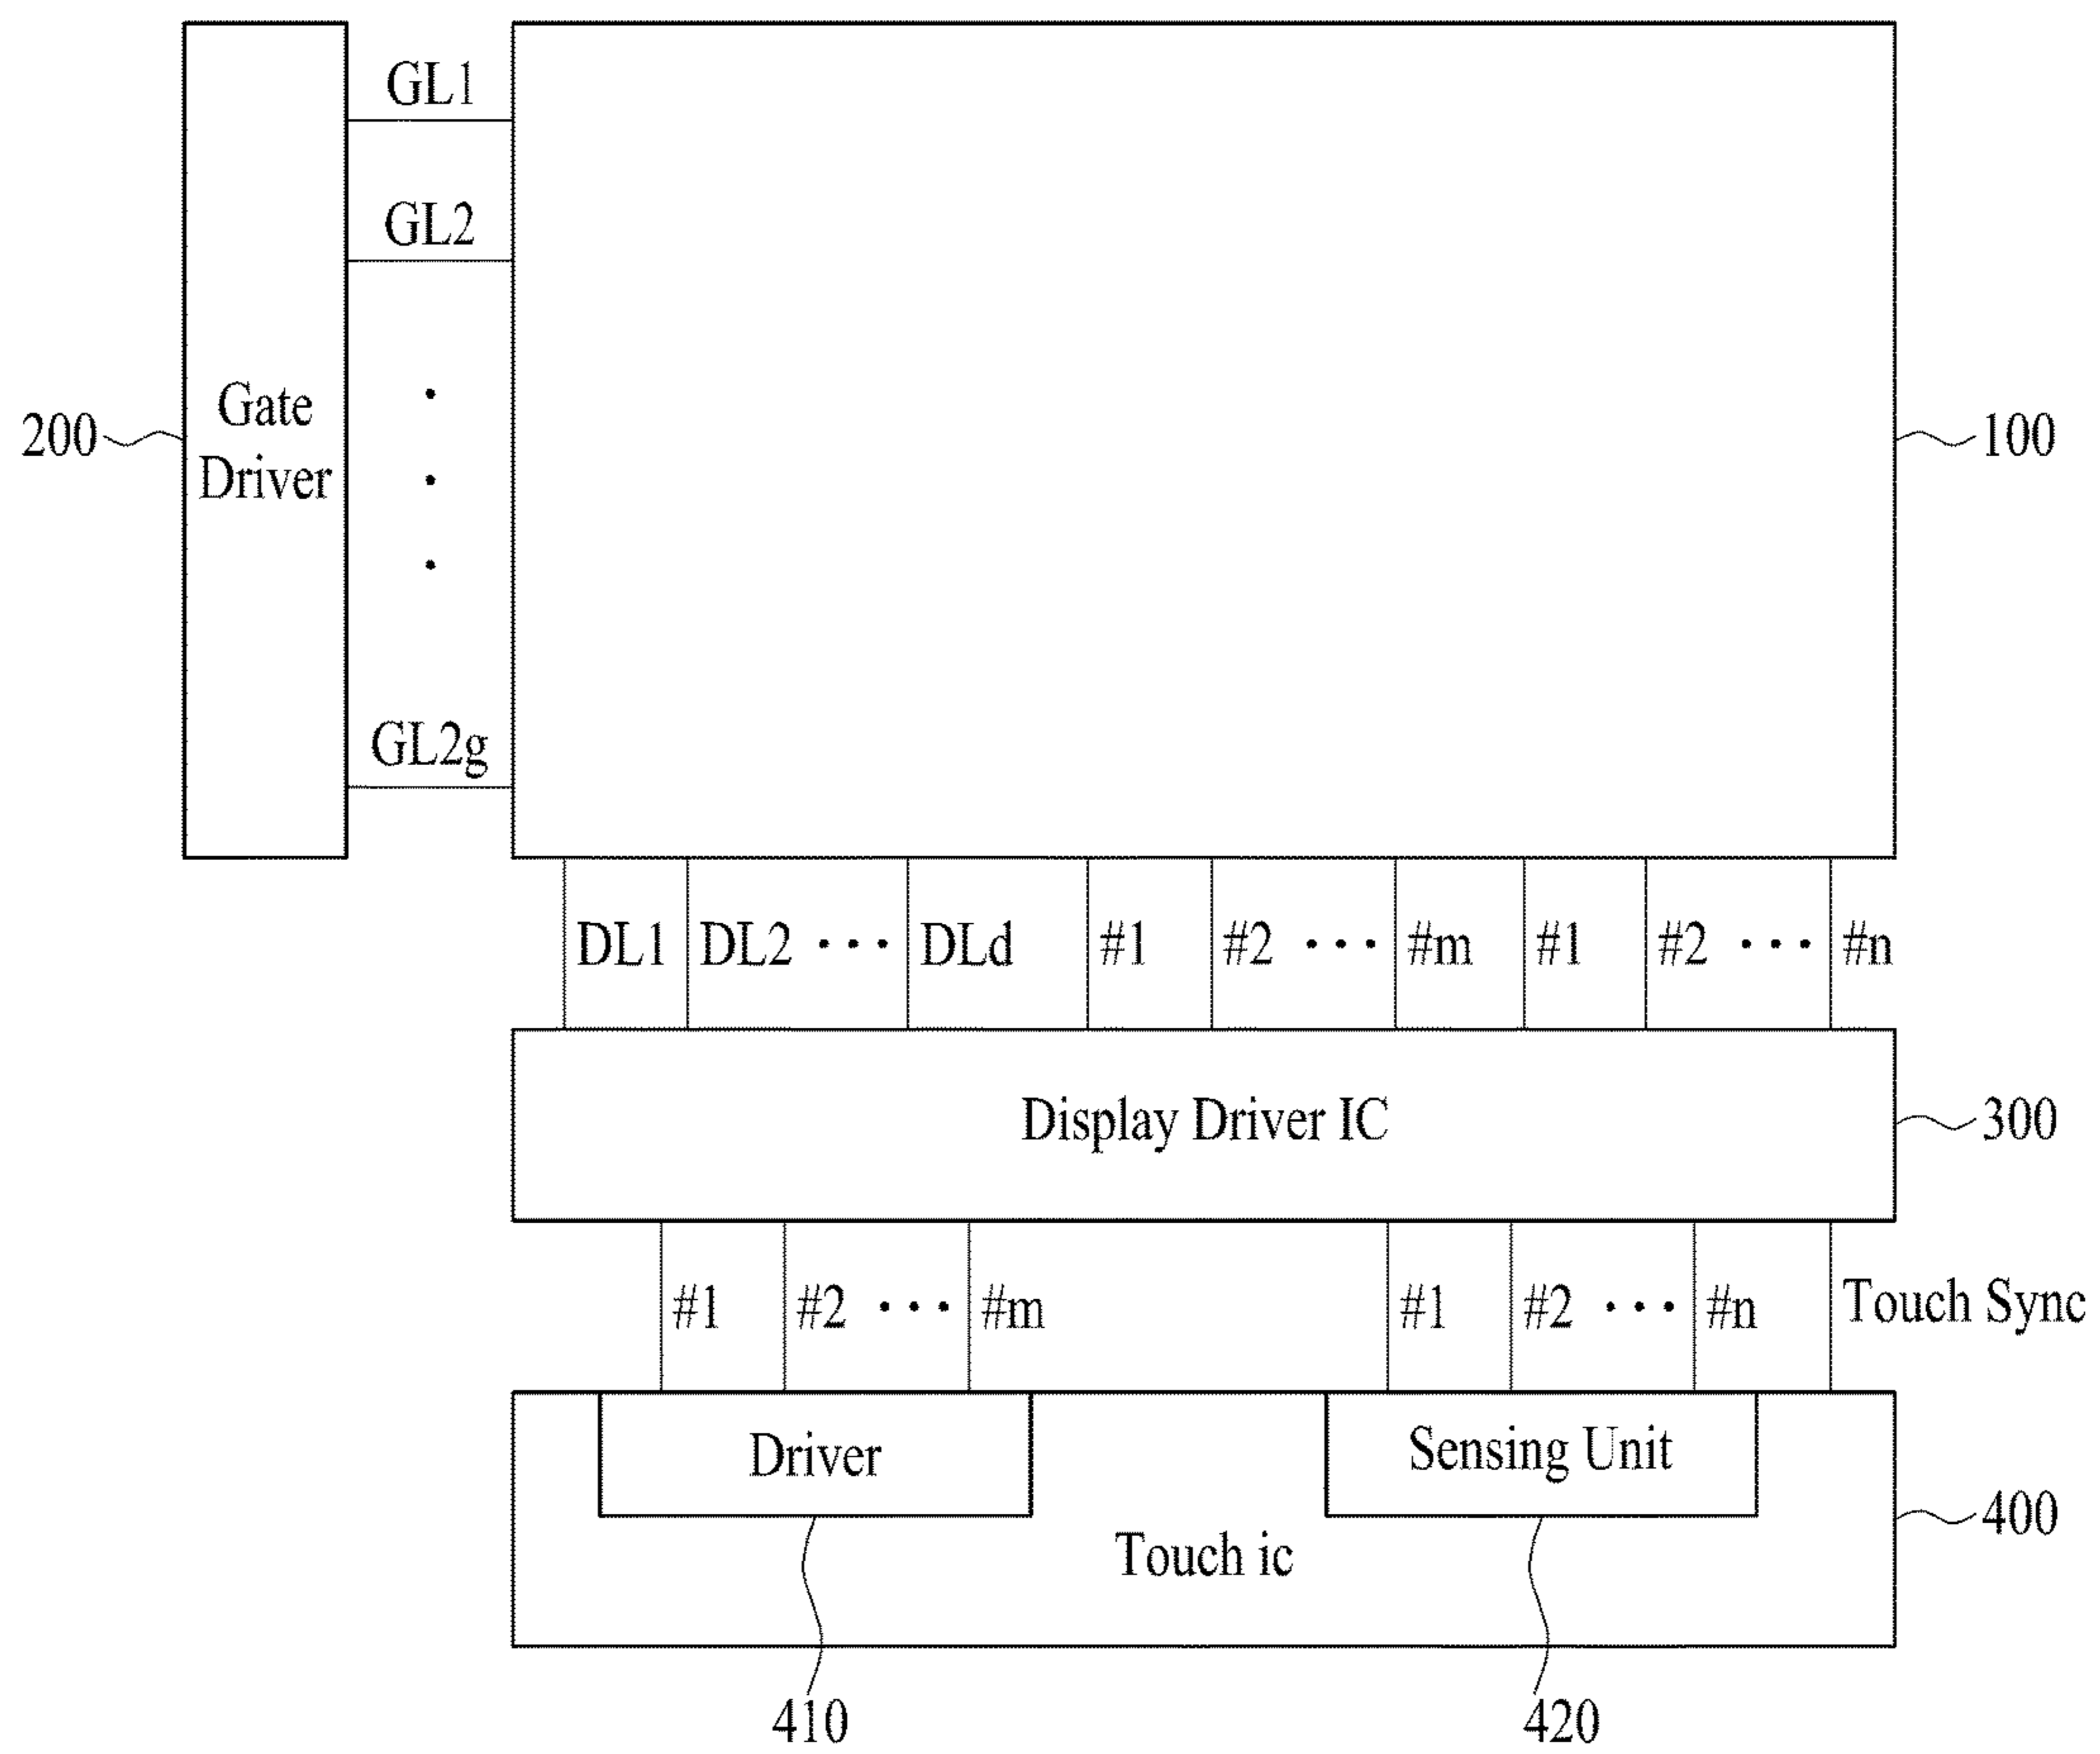 GL1
GL2
200
Gate
Driver
100
GL2g
DL1 DL2 ··· DLd #1 #2 ··· #m #1 #2 ··· #n
Display Driver IC
300
#1 #2 ··· #m #1 #2 ··· #n Touch Sync
Driver
Sensing Unit
Touch ic
400
410
420